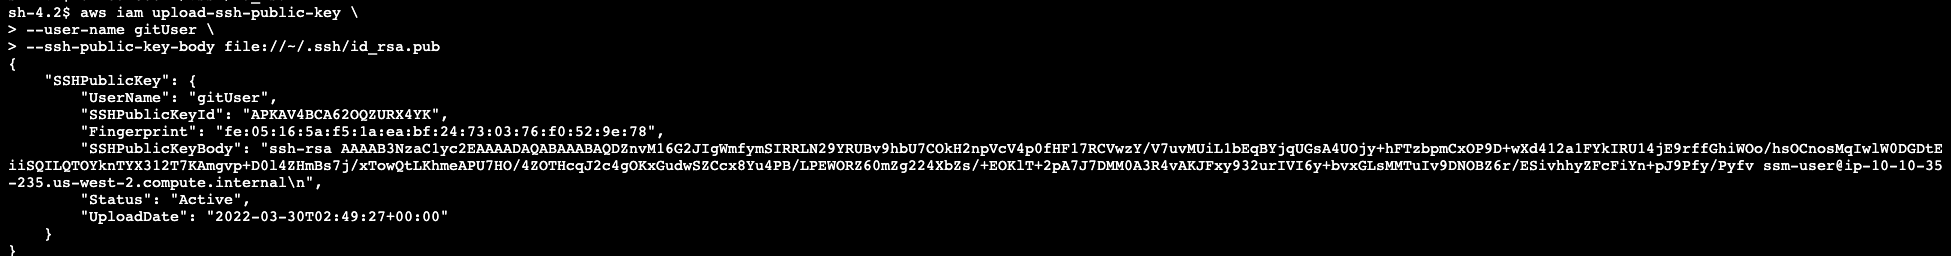 sh-4.2$ aws iam upload-ssh-public-key \
> --user-name gitUser \
> --ssh-public-key-body file://~/.ssh/id_rsa.pub
{
    "SSHPublicKey": {
        "UserName": "gitUser",
        "SSHPublicKeyId": "APKAV4BCA62OQZURX4YK",
        "Fingerprint": "fe:05:16:5a:f5:1a:ea:bf:24:73:03:76:f0:52:9e:78",
        "SSHPublicKeyBody": "ssh-rsa AAAAB3NzaC1yc2EAAAADAQABAAABAQDZnvM16G2JIgWmfymSIRRLN29YRUBv9hbU7COkH2npVcV4p0fHF17RCVwzY/V7uvMUiL1bEqBYjqUGsA4UOjy+hFTzbpmCxOP9D+wXd412a1FYkIRU14jE9rffGhiWOo/hsOCnosMqIwlW0DGDtE
iiSQILQTOYknTYX312T7KAmgvp+D0l4ZHmBs7j/xTowQtLKhmeAPU7HO/4ZOTHcqJ2c4gOKxGudwSZCcx8Yu4PB/LPEWORZ60mZg224XbZs/+EOKlT+2pA7J7DMM0A3R4vAKJFxy932urIVI6y+bvxGLsMMTuIv9DNOBZ6r/ESivhhyZFcFiYn+pJ9Pfy/Pyfv ssm-user@ip-10-10-35
-235.us-west-2.compute.internal\n",
        "Status": "Active",
        "UploadDate": "2022-03-30T02:49:27+00:00"
    }
}